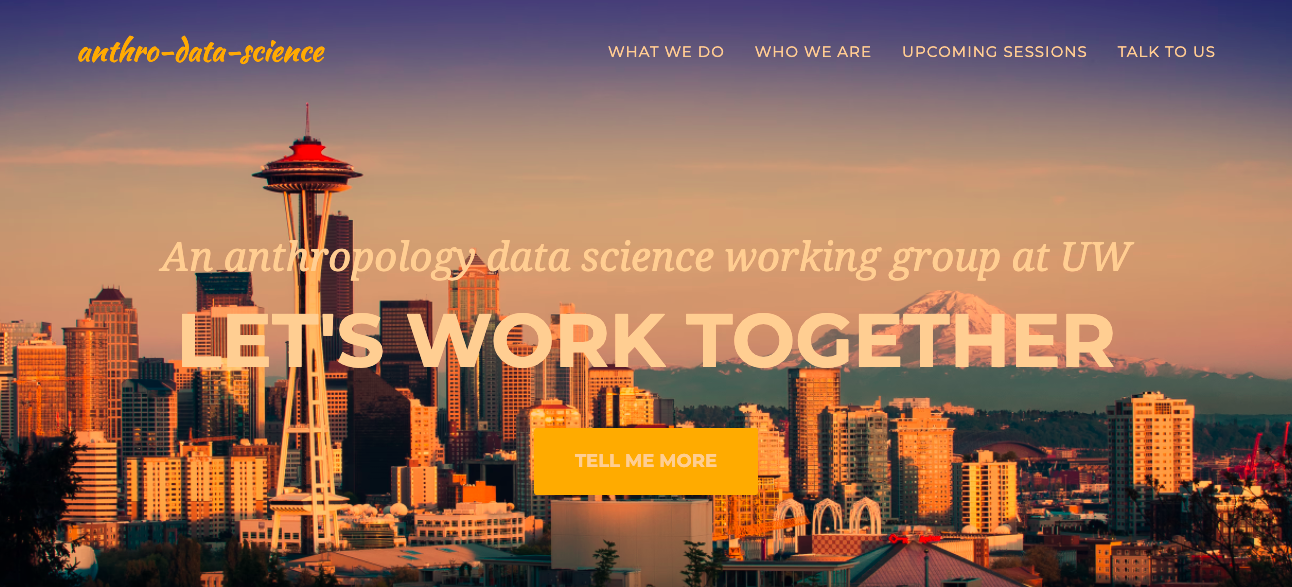 anthro-data-science
WHAT WE DO WHO WE ARE UPCOMING SESSIONS TALK TO US
An anthropology data science working group at UW
LET'S WORK TOGETHER
TELL ME MORE